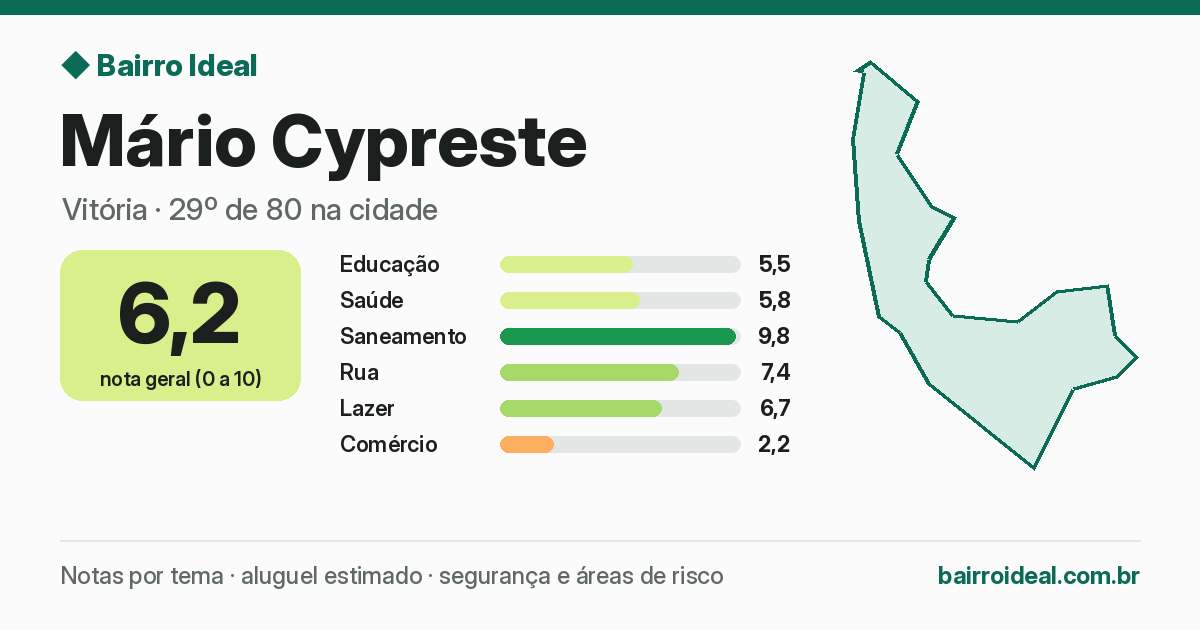 Bairro Ideal
Mário Cypreste
Vitória · 29º de 80 na cidade
6,2
nota geral (0 a 10)
Educação 5,5
Saúde 5,8
Saneamento 9,8
Rua 7,4
Lazer 6,7
Comércio 2,2
Notas por tema · aluguel estimado · segurança e áreas de risco
bairroideal.com.br